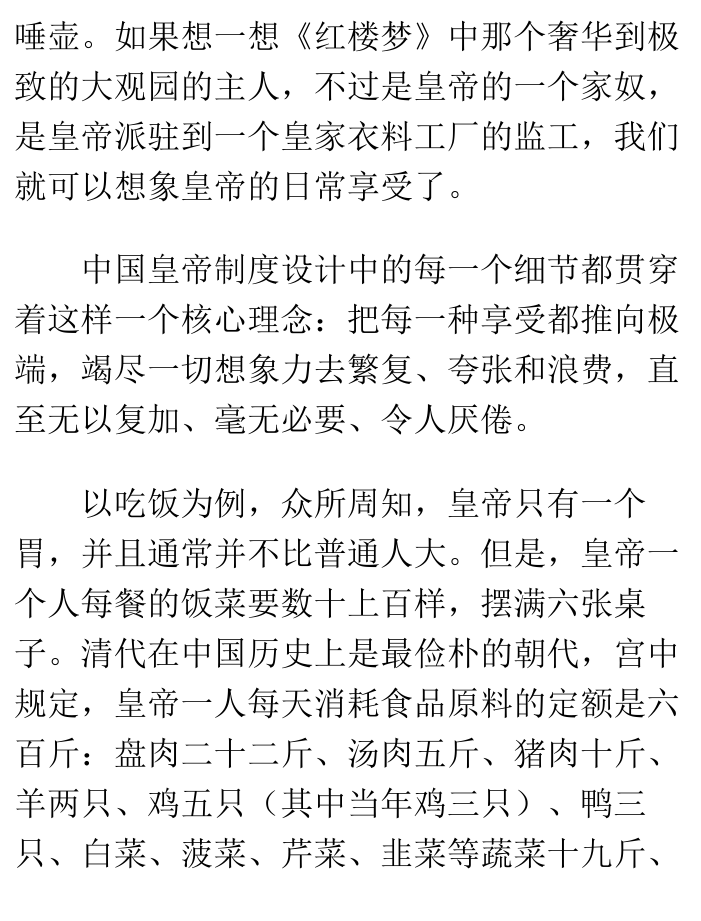 唾壶。如果想一想《红楼梦》中那个奢华到极
致的大观园的主人，不过是皇帝的一个家奴，
是皇帝派驻到一个皇家衣料工厂的监工，我们
就可以想象皇帝的日常享受了。
中国皇帝制度设计中的每一个细节都贯穿
着这样一个核心理念：把每一种享受都推向极
端，竭尽一切想象力去繁复、夸张和浪费，直
至无以复加、毫无必要、令人厌倦。
以吃饭为例，众所周知，皇帝只有一个
胃，并且通常并不比普通人大。但是，皇帝一
个人每餐的饭菜要数十上百样，摆满六张桌
子。清代在中国历史上是最俭朴的朝代，宫中
规定，皇帝一人每天消耗食品原料的定额是六
百斤：盘肉二十二斤、汤肉五斤、猪肉十斤、
羊两只、鸡五只（其中当年鸡三只）、鸭三
只、白菜、菠菜、芹菜、韭菜等蔬菜十九斤、